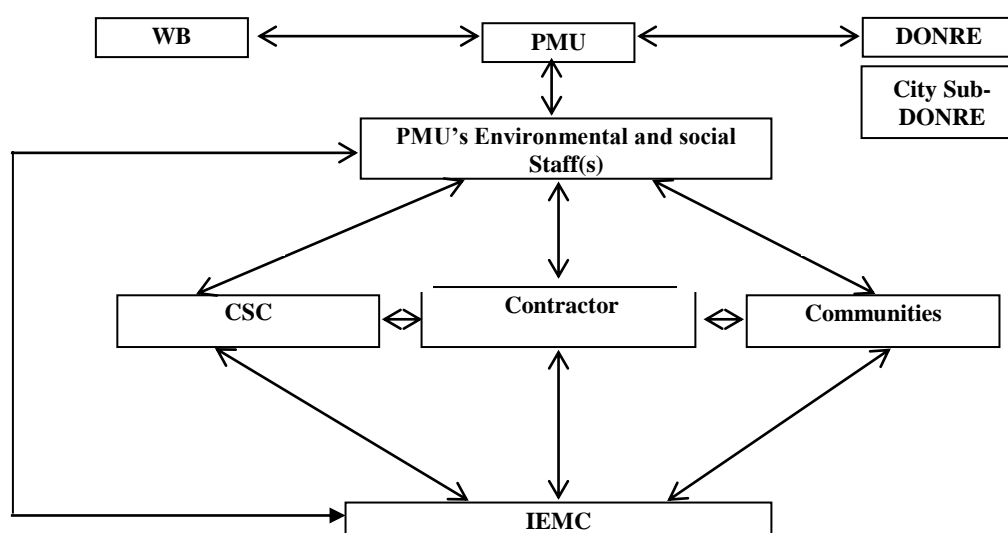 WB
PMU
DONRE
City Sub-
DONRE
PMU's Environmental and social
Staff(s)
CSC
Contractor
Communities
IEMC